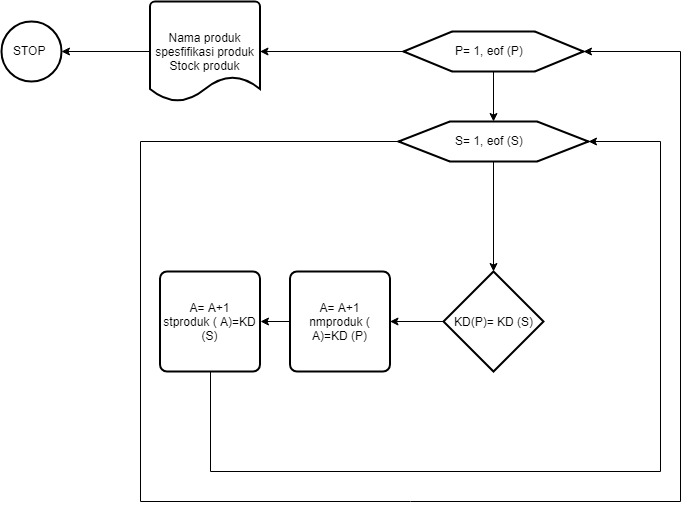 STOP
Nama produk
spesfifikasi produk
Stock produk
P= 1, eof (P)
S= 1, eof (S)
A= A+1
stproduk ( A)=KD
(S)
A= A+1
nmproduk (
A)=KD (P)
KD(P)= KD (S)